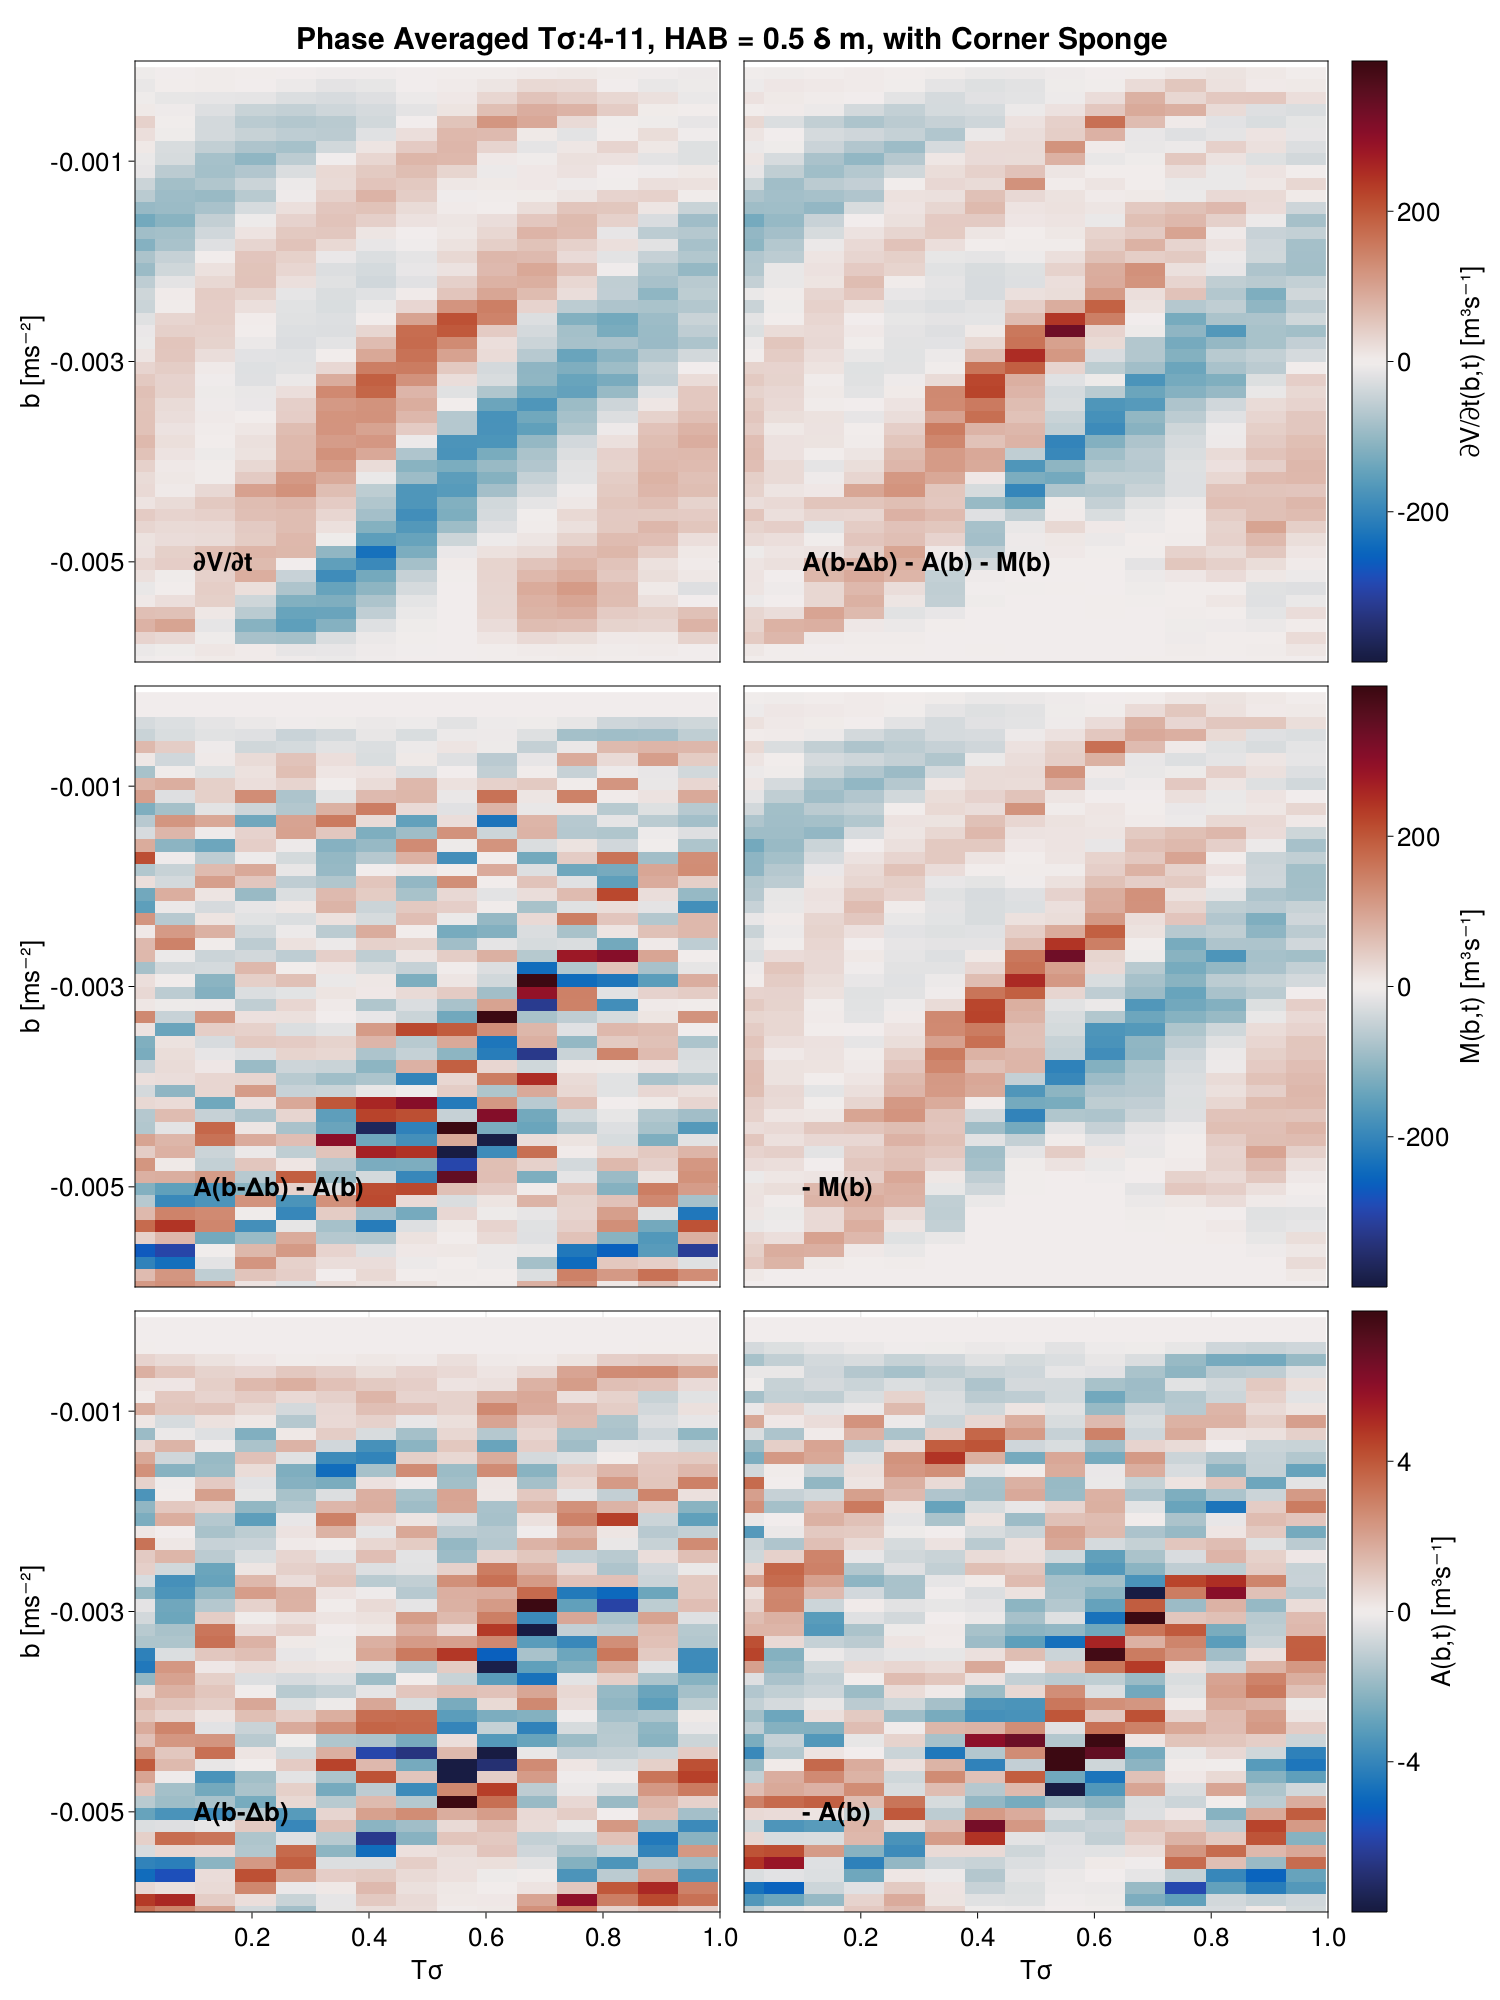 Phase Averaged Tσ:4-11, HAB = 0.5 δ m, with Corner Sponge
b [ms⁻²]
-0.001
-0.003
-0.005
∂V/∂t
A(b-Δb) - A(b) - M(b)
200
0
-200
∂V/∂t(b,t) [m³s⁻¹]
b [ms⁻²]
-0.001
-0.003
-0.005
A(b-Δb) - A(b)
- M(b)
200
0
-200
M(b,t) [m³s⁻¹]
b [ms⁻²]
-0.001
-0.003
-0.005
A(b-Δb)
- A(b)
4
0
-4
A(b,t) [m³s⁻¹]
0.2 0.4 0.6 0.8 1.0
0.2 0.4 0.6 0.8 1.0
Tσ
Tσ